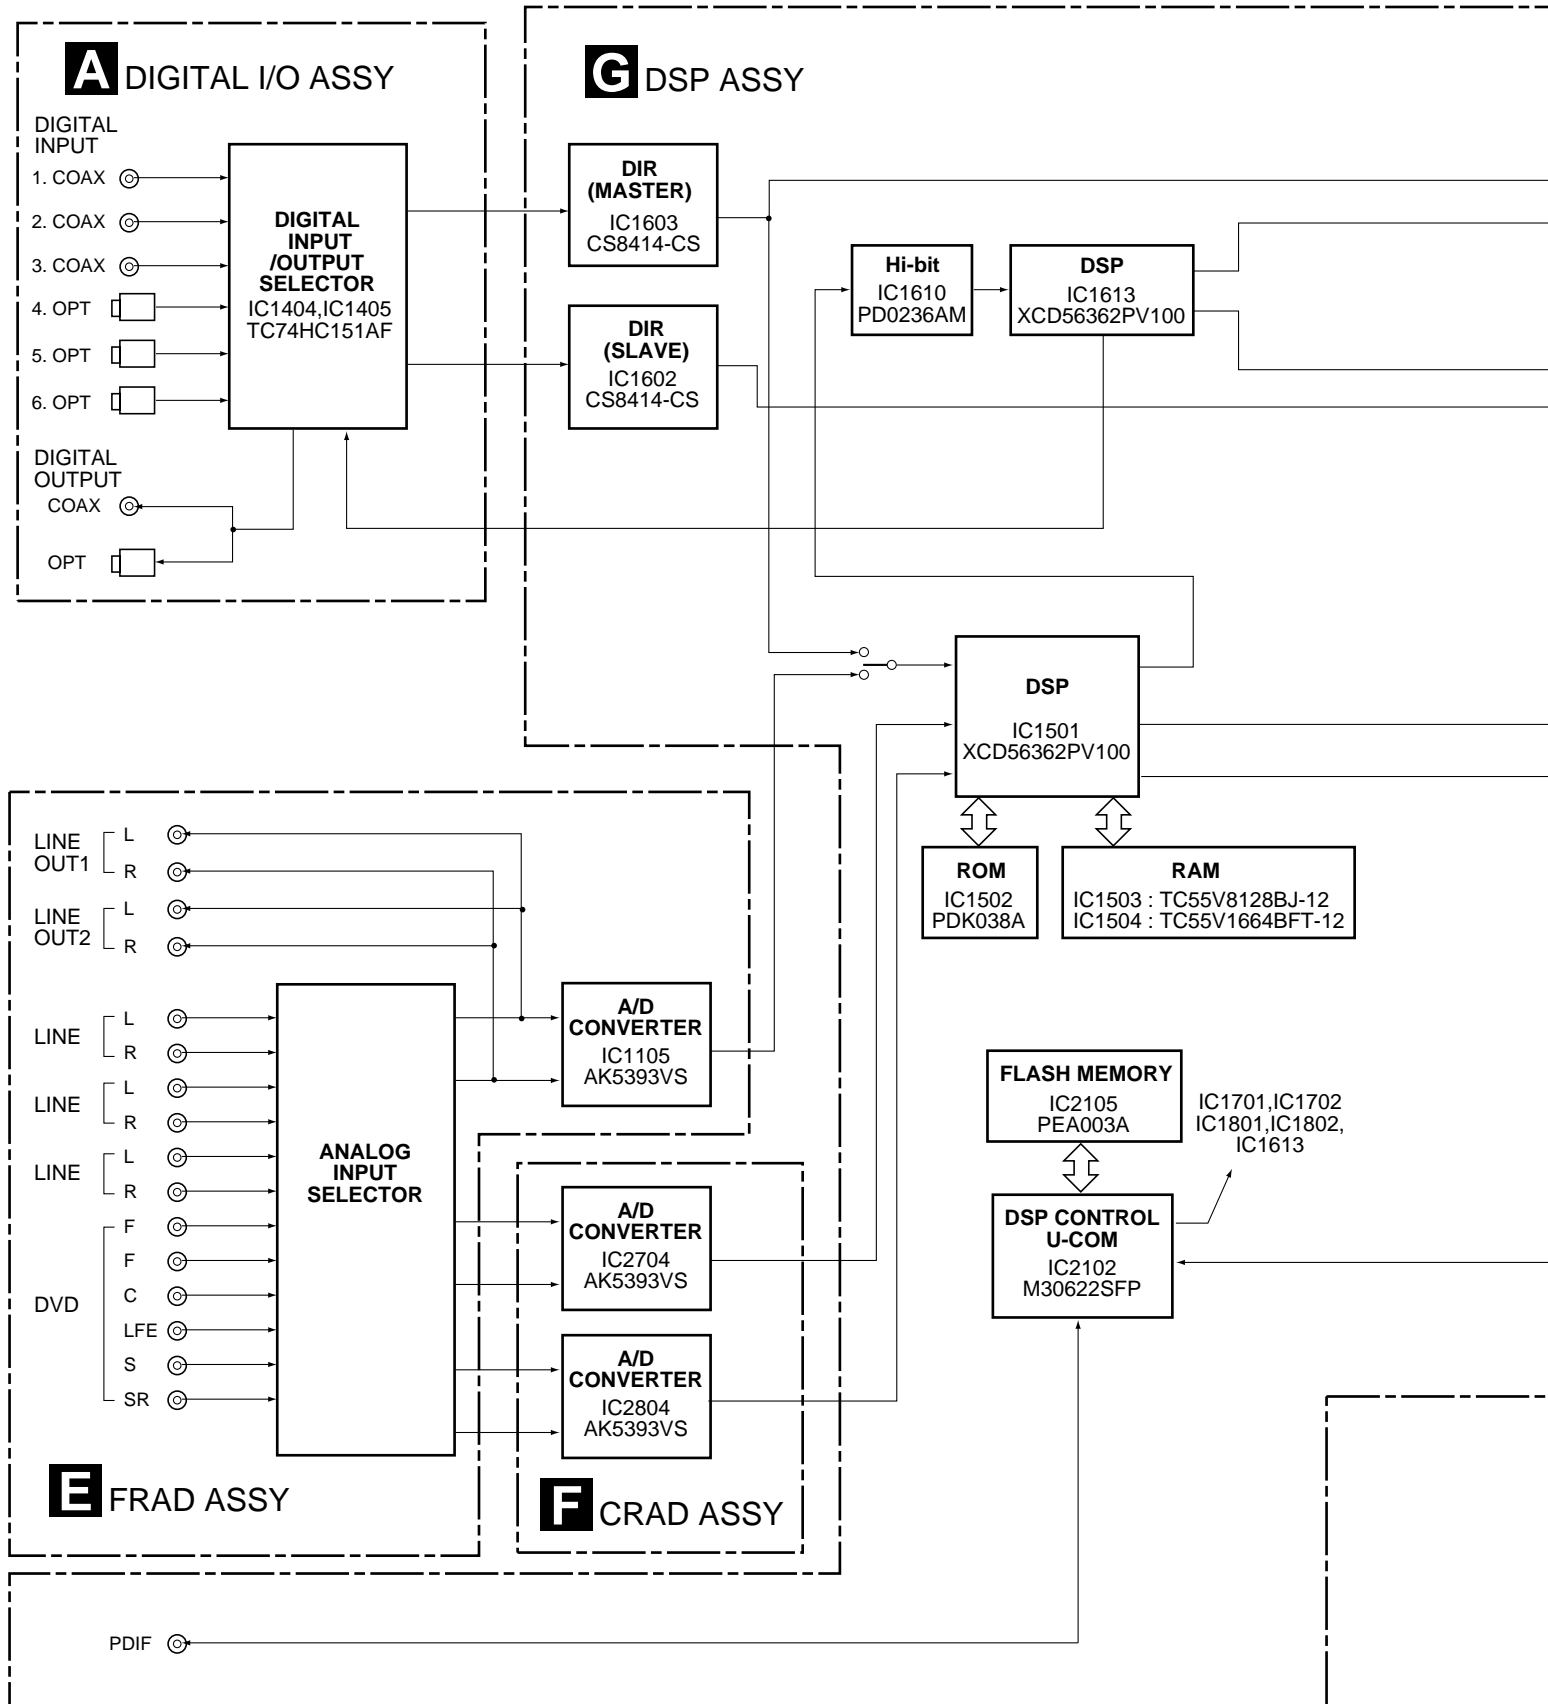 A DIGITAL I/O ASSY
DIGITAL
INPUT
1. COAX
2. COAX
3. COAX
4. OPT
5. OPT
6. OPT
DIGITAL
INPUT
/OUTPUT
SELECTOR
IC1404,IC1405
TC74HC151AF
DIGITAL
OUTPUT
COAX
OPT
G DSP ASSY
DIR
(MASTER)
IC1603
CS8414-CS
DIR
(SLAVE)
IC1602
CS8414-CS
Hi-bit
IC1610
PD0236AM
DSP
IC1613
XCD56362PV100
DSP
IC1501
XCD56362PV100
ROM
IC1502
PDK038A
RAM
IC1503 : TC55V8128BJ-12
IC1504 : TC55V1664BFT-12
LINE
OUT1
L
R
LINE
OUT2
L
R
LINE
L
R
LINE
L
R
LINE
L
R
DVD
F
F
C
LFE
S
SR
ANALOG
INPUT
SELECTOR
A/D
CONVERTER
IC1105
AK5393VS
A/D
CONVERTER
IC2704
AK5393VS
A/D
CONVERTER
IC2804
AK5393VS
E FRAD ASSY
F CRAD ASSY
FLASH MEMORY
IC2105
PEA003A
IC1701,IC1702
IC1801,IC1802,
IC1613
DSP CONTROL
U-COM
IC2102
M30622SFP
PDIF